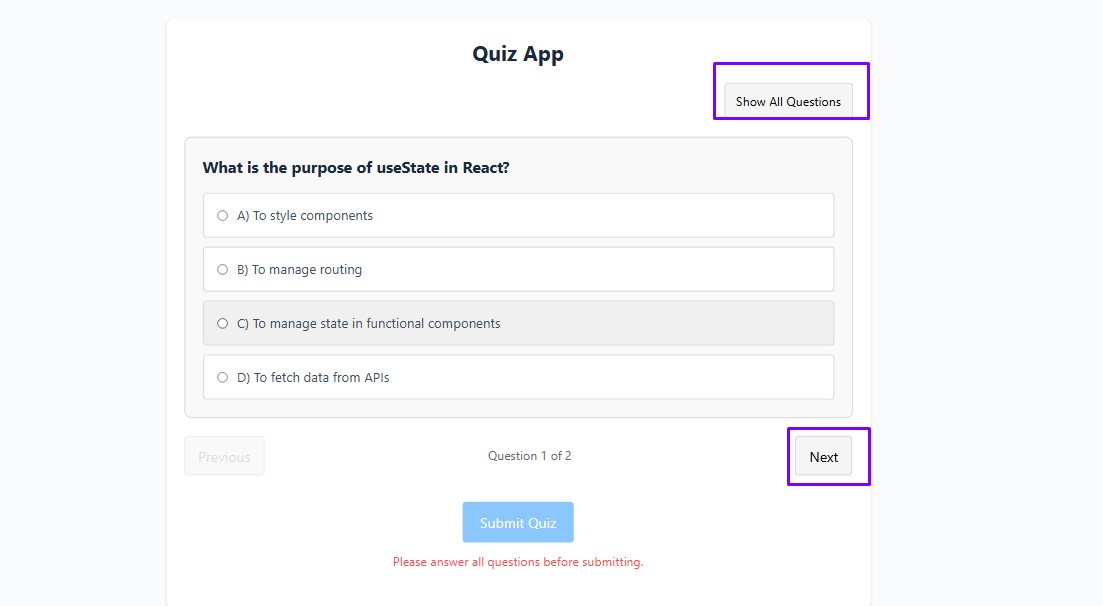 Quiz App
Show All Questions
What is the purpose of useState in React?
A) To style components
B) To manage routing
C) To manage state in functional components
D) To fetch data from APIs
Previous
Question 1 of 2
Next
Submit Quiz
Please answer all questions before submitting.